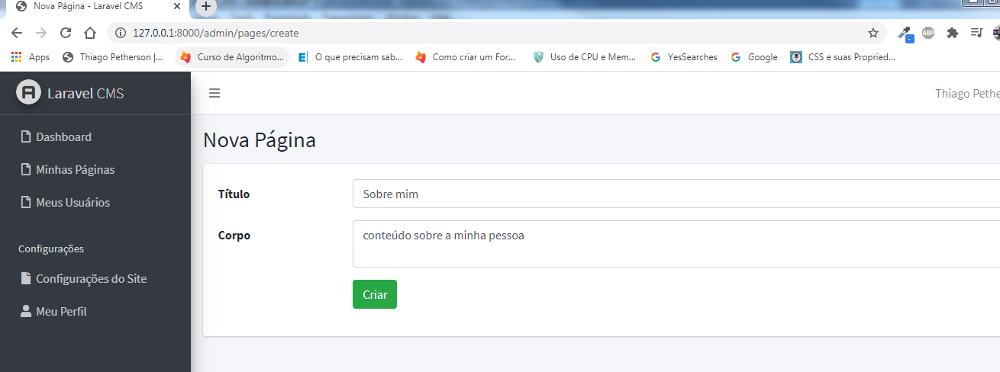 Nova Página - Laravel CMS
127.0.0.1:8000/admin/pages/create
ABP
Apps Thiago Petherson |... Curso de Algoritmo... O que precisam sab... Como criar um For... Uso de CPU e Mem... YesSearches Google CSS e suas Propried...
Laravel CMS
Thiago Pethe
Dashboard
Minhas Páginas
Meus Usuários
Configurações
Configurações do Site
Meu Perfil
Nova Página
Título
Sobre mim
Corpo
conteúdo sobre a minha pessoa
Criar